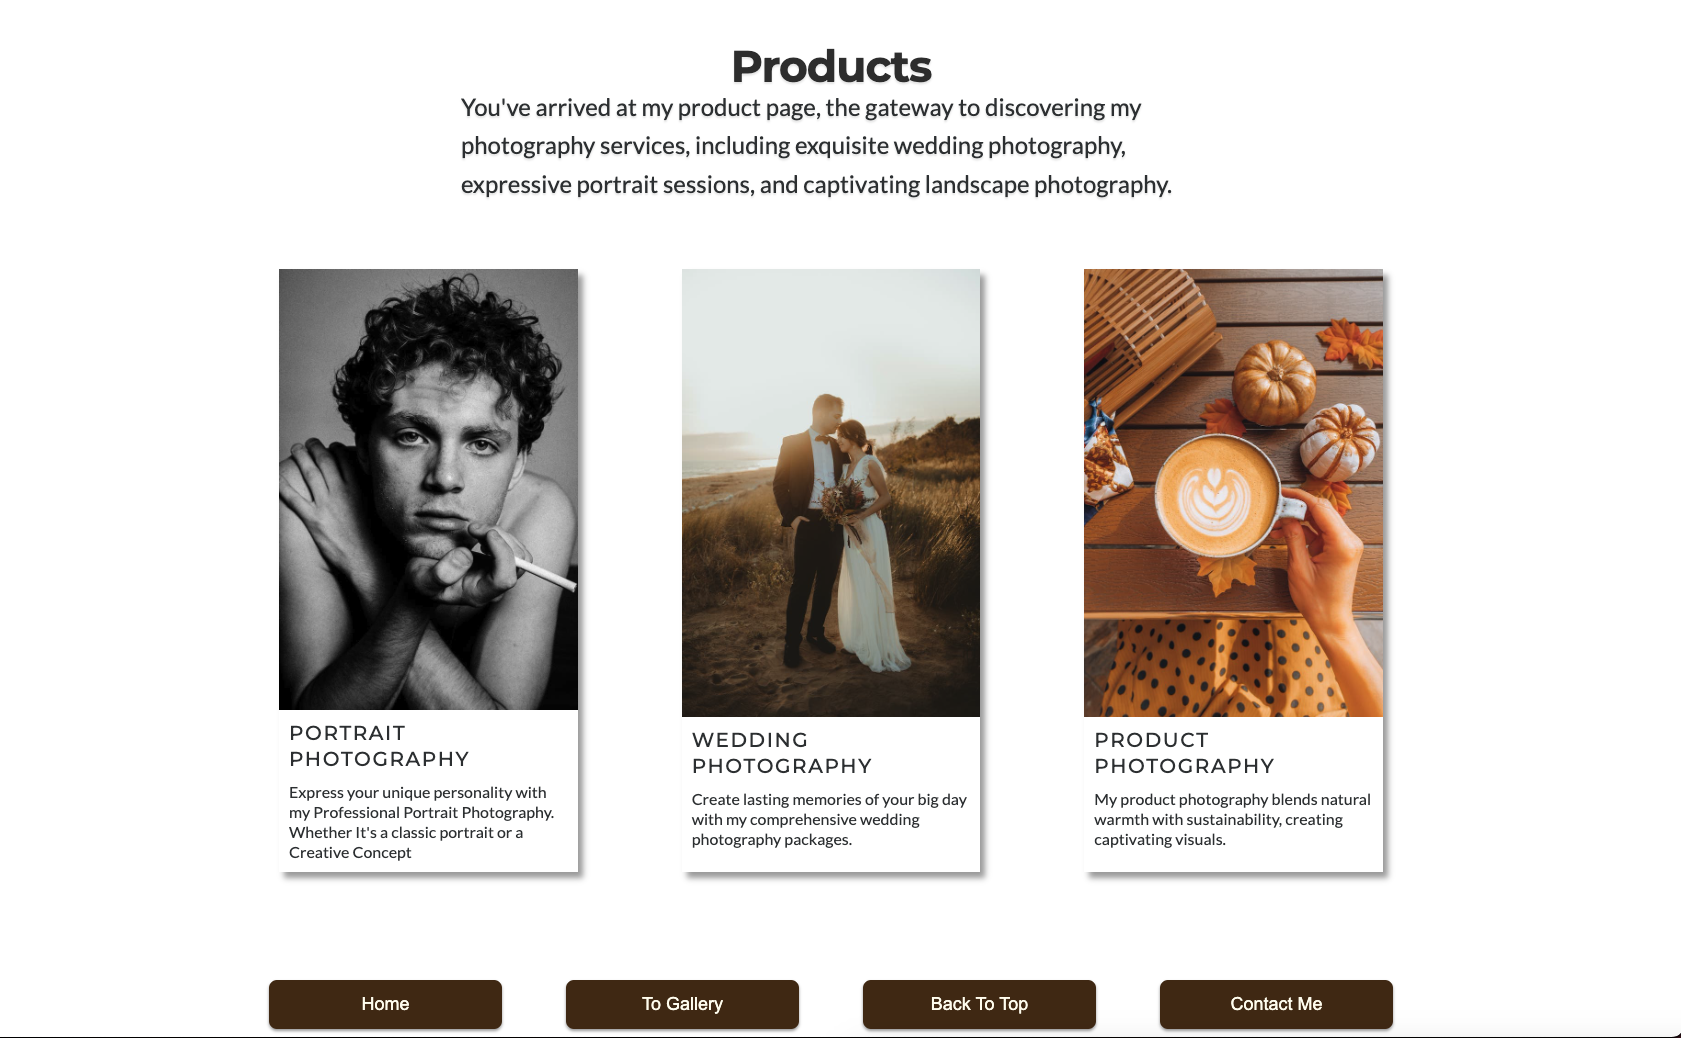 Products
You've arrived at my product page, the gateway to discovering my
photography services, including exquisite wedding photography,
expressive portrait sessions, and captivating landscape photography.
PORTRAIT
PHOTOGRAPHY
Express your unique personality with
my Professional Portrait Photography.
Whether It's a classic portrait or a
Creative Concept
WEDDING
PHOTOGRAPHY
Create lasting memories of your big day
with my comprehensive wedding
photography packages.
PRODUCT
PHOTOGRAPHY
My product photography blends natural
warmth with sustainability, creating
captivating visuals.
Home
To Gallery
Back To Top
Contact Me